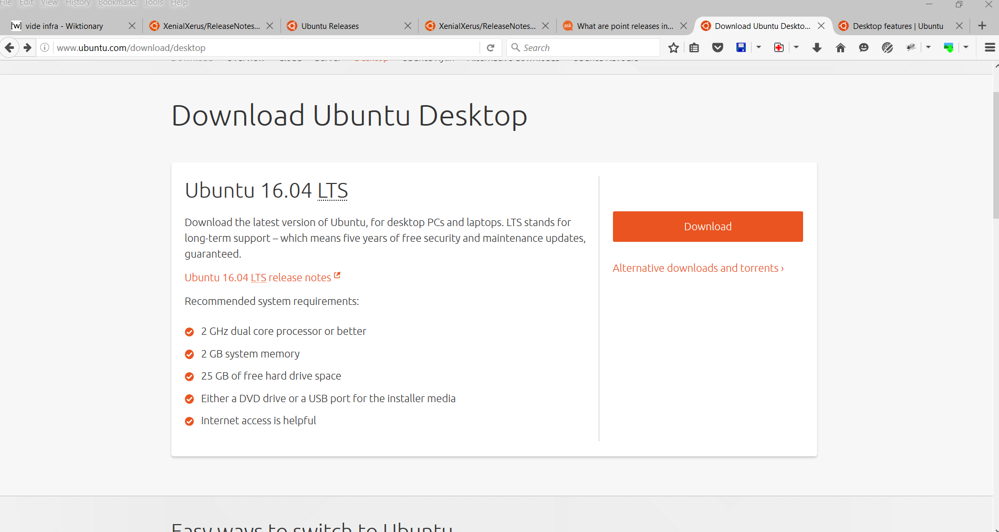 File Edit View History Bookmarks Tools Help
vide infra - Wiktionary XenialXerus/ReleaseNotes... Ubuntu Releases XenialXerus/ReleaseNotes... What are point releases in... Download Ubuntu Deskto... Desktop features | Ubuntu
www.ubuntu.com/download/desktop Search
Download Ubuntu Desktop
Ubuntu 16.04 LTS
Download the latest version of Ubuntu, for desktop PCs and laptops. LTS stands for
long-term support – which means five years of free security and maintenance updates,
guaranteed.
Ubuntu 16.04 LTS release notes
Recommended system requirements:
2 GHz dual core processor or better
2 GB system memory
25 GB of free hard drive space
Either a DVD drive or a USB port for the installer media
Internet access is helpful
Download
Alternative downloads and torrents ›
Easy ways to switch to Ubuntu